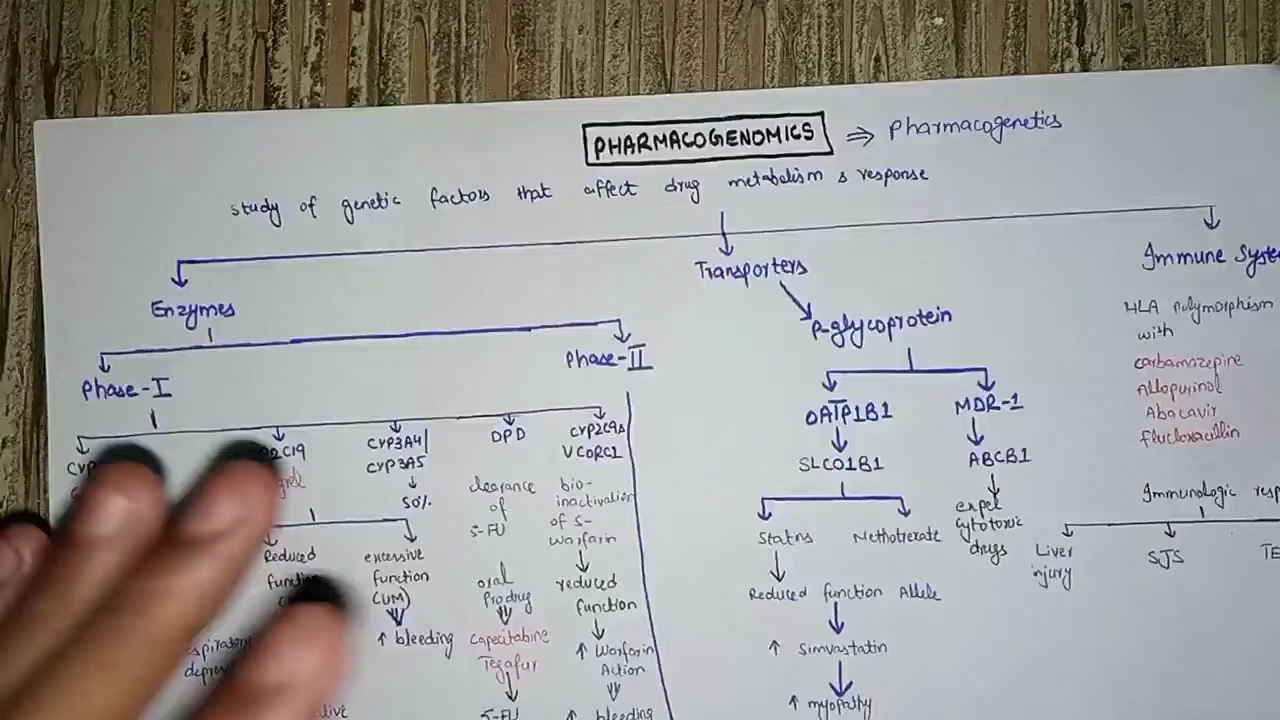 PHARMACOGENOMICS ⇒ Pharmacogenetics
study of genetic factors that affect drug metabolism & response
Enzymes
Phase-I
Phase-II
CYP3A4/
CYP3A5
↓
50%
Reduced
excessive
function
(UM)
↑ bleeding
DPD
clearance
of
5-FU
oral
Prodrug
Capecitabine
Tegafur
5-FU
CYP2C9&
VCORC1
bio-
inactivation
of S-
Warfarin
reduced
function
↑ Warfarin
Action
↑ bleeding
Transporters
P-glycoprotein
OATP1B1
SLCO1B1
Statins
Methotrexate
Reduced function Allele
↑ Simvastatin
↑ myopathy
MDR-1
ABCB1
expel
Cytotoxic
drugs
Immune Syste
HLA Polymorphism
with
carbamazepine
Allopurinol
Abacavir
Flucloxacillin
Immunologic resp
Liver
injury
SJS
TE